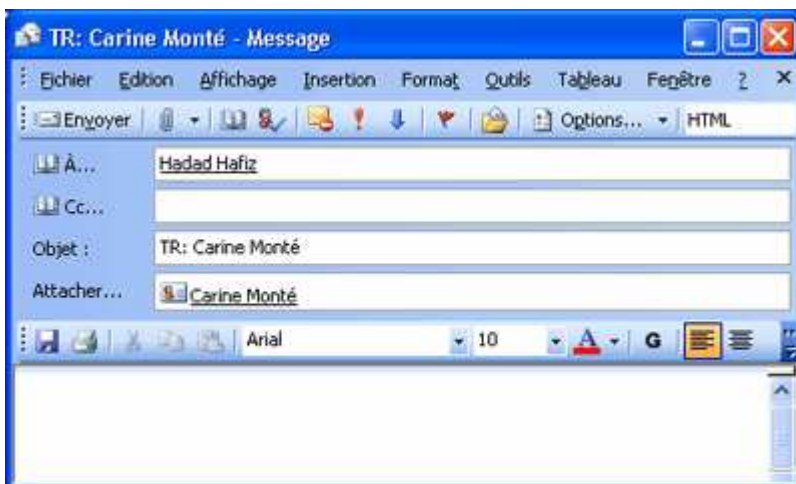 TR: Carine Monté - Message
Fichier Edition Affichage Insertion Format Outils Tableau Fenêtre ?
Envoyer Options... HTML
À... Hadad Hafiz
Cc...
Objet : TR: Carine Monté
Attacher... Carine Monté
Arial 10 A G